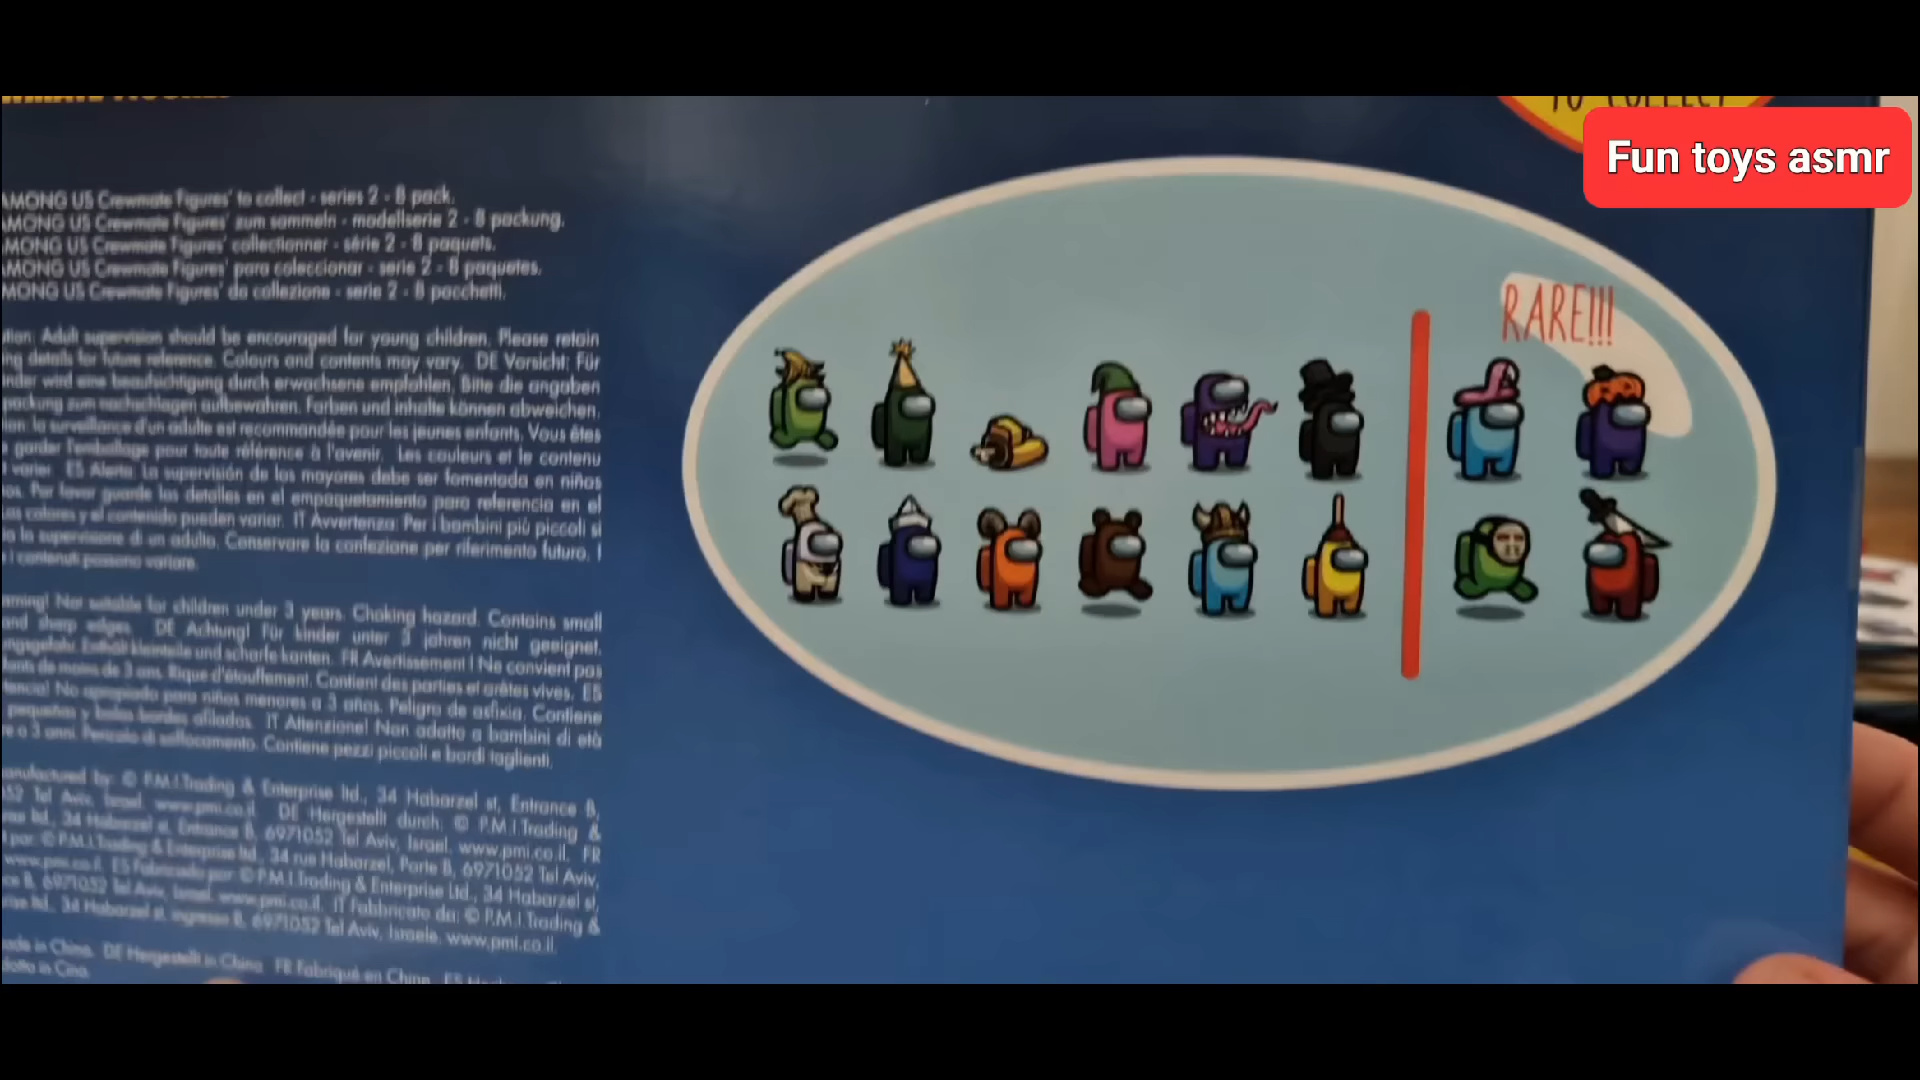 TO COLLECT
Fun toys asmr
AMONG US Crewmate Figures' to collect - series 2 - 8 pack.
AMONG US Crewmate Figures' zum sammeln - modellserie 2 - 8 packung.
AMONG US Crewmate Figures' collectionner - série 2 - 8 paquets.
AMONG US Crewmate Figures' para coleccionar - serie 2 - 8 paquetes.
MONG US Crewmate Figures' da collezione - serie 2 - 8 pacchetti.
Adult supervision should be encouraged for young children. Please retain
details for future reference. Colours and contents may vary. DE Vorsicht: Für
wird eine beaufsichtigung durch erwachsene empfohlen. Bitte die angaben
zum nachschlagen aufbewahren. Farben und inhalte können abweichen.
la surveillance d'un adulte est recommandée pour les jeunes enfants. Vous êtes
garder l'emballage pour toute référence à l'avenir. Les couleurs et le contenu
varier. ES Alerta: La supervisión de los mayores debe ser fomentada en niños
Por favor guarde los detalles en el empaquetamiento para referencia en el
colores y el contenido pueden variar. IT Avvertenza: Per i bambini più piccoli si
la supervisione di un adulto. Conservare la confezione per riferimento futuro. I
i contenuti possono variare.
Not suitable for children under 3 years. Choking hazard. Contains small
and sharp edges. DE Achtung! Für kinder unter 3 jahren nicht geeignet.
Enthält kleinteile und scharfe kanten. FR Avertissement! Ne convient pas
de moins de 3 ans. Risque d'étouffement. Contient des parties et arêtes vives. ES
No apropiado para niños menores a 3 años. Peligro de asfixia. Contiene
pequeñas y bordes afilados. IT Attenzione! Non adatto a bambini di età
a 3 anni. Pericolo di soffocamento. Contiene pezzi piccoli e bordi taglienti.
by: © P.M.I Trading & Enterprise ltd., 34 Habarzel st, Entrance B,
Tel Aviv, Israel. www.pmi.co.il. DE Hergestellt durch: © P.M.I Trading &
ltd., 34 Habarzel st, Entrance B, 6971052 Tel Aviv, Israel. www.pmi.co.il. FR
par: © P.M.I Trading & Enterprise ltd., 34 rue Habarzel, Porte B, 6971052 Tel Aviv,
www.pmi.co.il. ES Fabricado por: © P.M.I Trading & Enterprise Ltd., 34 Habarzel st,
B, 6971052 Tel Aviv, Israel. www.pmi.co.il. IT Fabbricato da: © P.M.I Trading &
ltd., 34 Habarzel st, ingresso B, 6971052 Tel Aviv, Israele. www.pmi.co.il.
in China. DE Hergestellt in China. FR Fabriqué en Chine.
in Cina.
RARE!!!